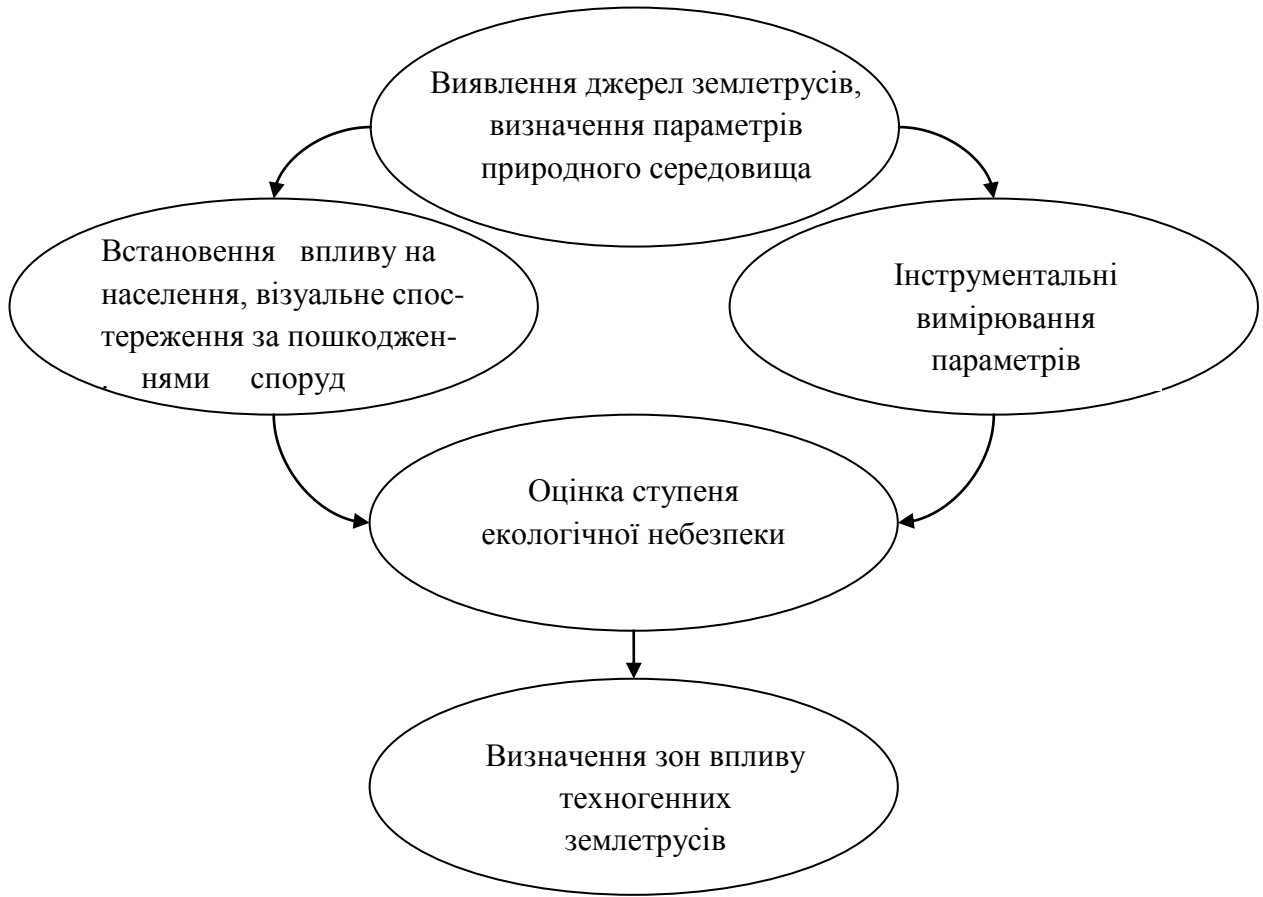 Виявлення джерел землетрусів,
визначення параметрів
природного середовища
Встановення впливу на
населення, візуальне спос-
тереження за пошкоджен-
. нями споруд
Інструментальні
вимірювання
параметрів
Оцінка ступеня
екологічної небезпеки
Визначення зон впливу
техногенних
землетрусів